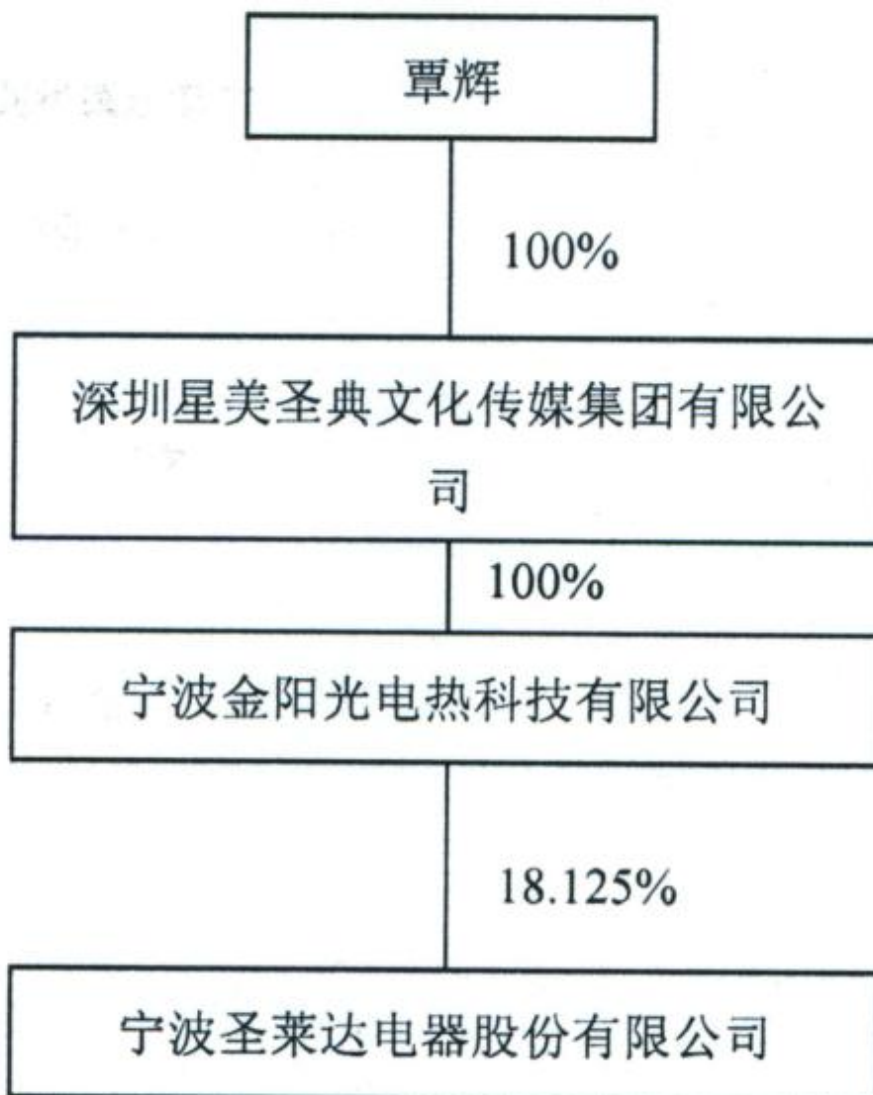 覃辉
100%
深圳星美圣典文化传媒集团有限公
司
100%
宁波金阳光电热科技有限公司
18.125%
宁波圣莱达电器股份有限公司